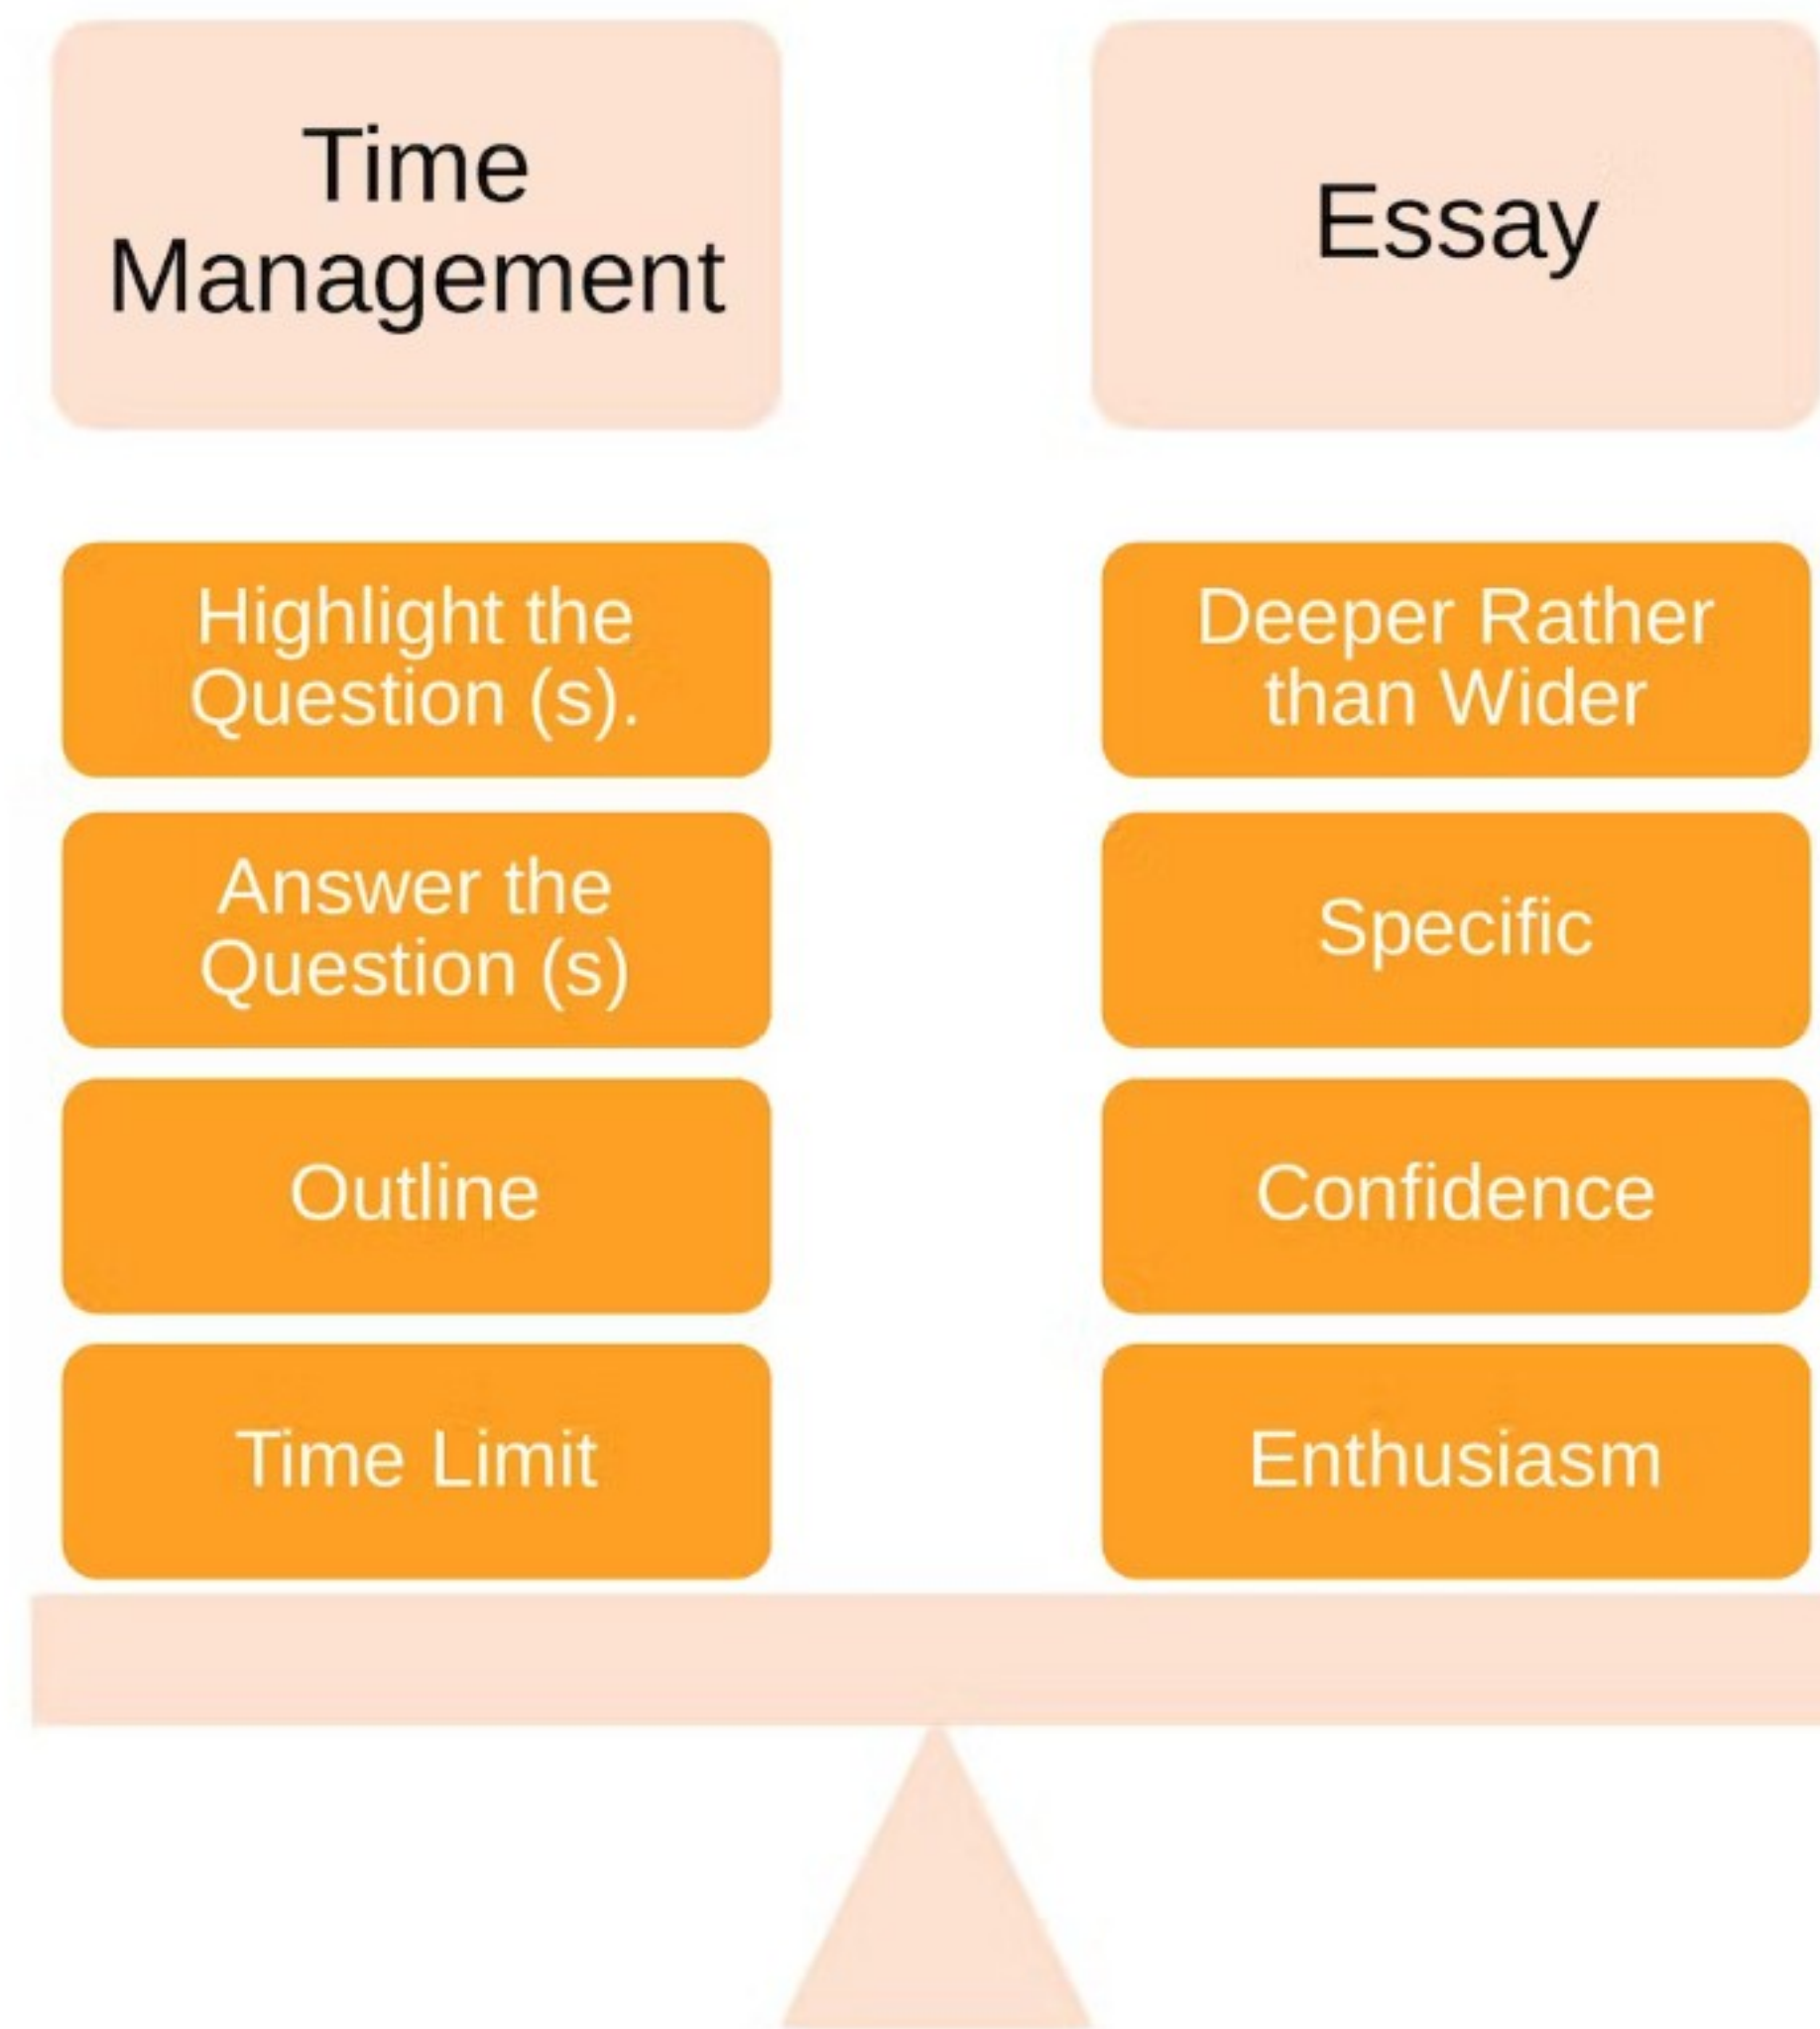 Time
Management
Highlight the
Question (s).
Answer the
Question (s)
Outline
Time Limit
Essay
Deeper Rather
than Wider
Specific
Confidence
Enthusiasm